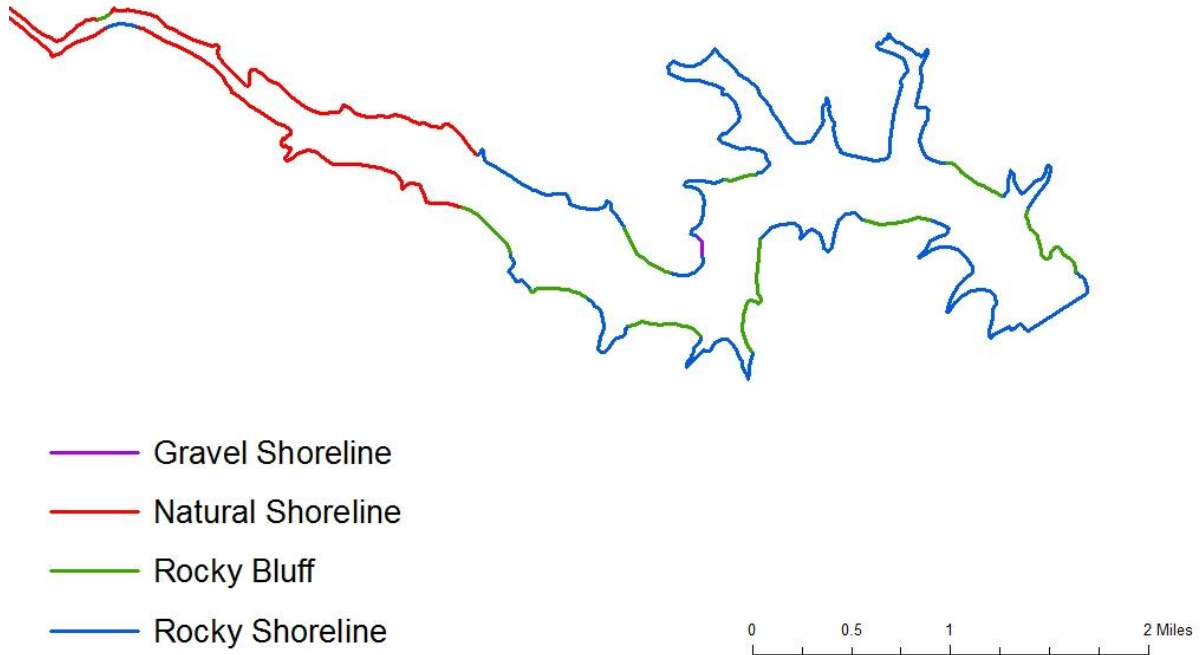 Gravel Shoreline
Natural Shoreline
Rocky Bluff
Rocky Shoreline
0 0.5 1 2 Miles